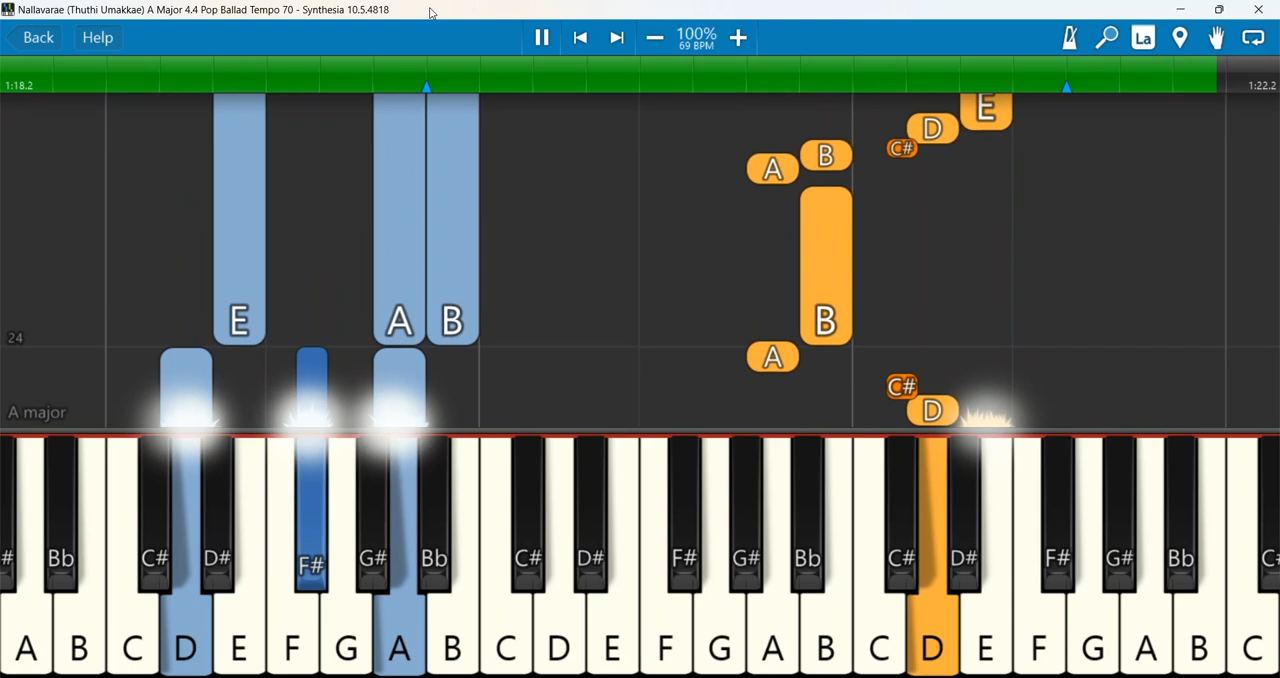 Nallavarae (Thuthi Umakkae) A Major 4.4 Pop Ballad Tempo 70 - Synthesia 10.5.4818
Back Help 100% La
69 BPM
1:18.2 1:22.2
E
D
C#
B
A
E A B B
24
A
C#
A major D
# Bb C# D# F# G# Bb C# D# F# G# Bb C# D# F# G# Bb C#
A B C D E F G A B C D E F G A B C D E F G A B C